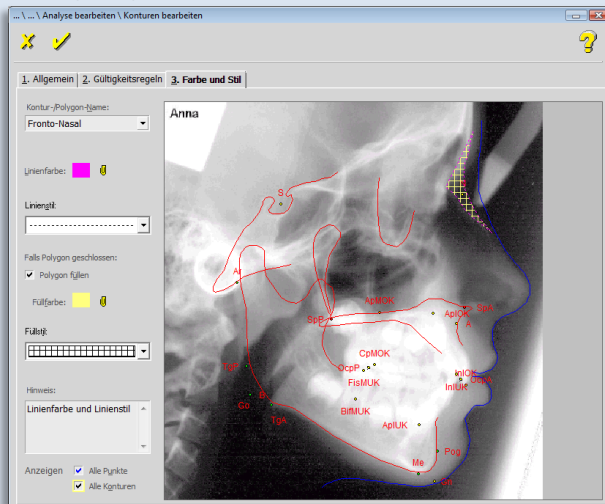 ... \ ... \ Analyse bearbeiten \ Konturen bearbeiten
1. Allgemein
2. Gültigkeitsregeln
3. Farbe und Stil
Kontur-/Polygon-Name:
Fronto-Nasal
Linienfarbe:
Linienstil:
Falls Polygon geschlossen:
Polygon füllen
Füllfarbe:
Füllstil:
Hinweis:
Linienfarbe und Linienstil
Anzeigen
Alle Punkte
Alle Konturen
Anna
S
Ar
ApMOK
SpP
SpA
ApIOK
A
CpMOK
OcpP
FisMUK
InIOK
InIUK
BifMUK
Go
TgA
ApIUK
Pog
Me